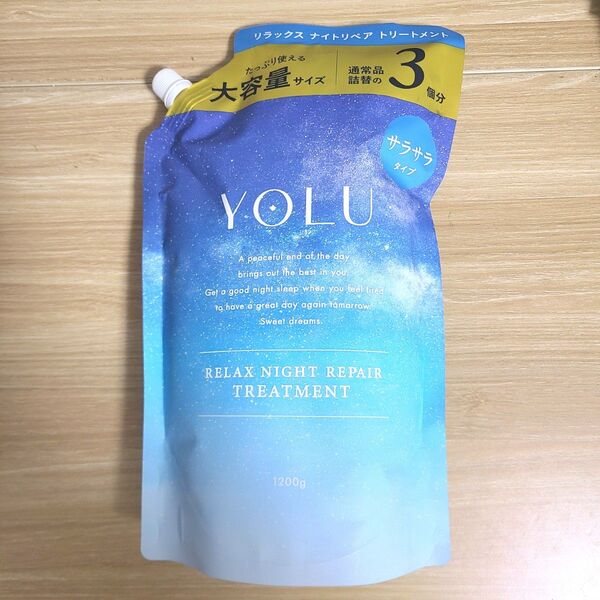 リラックス ナイトリペア トリートメント
たっぷり使える
大容量サイズ
通常品
詰替の
3個分
サラサラ
タイプ
YOLU
A peaceful end of the day
brings out the best in you.
Get a good night sleep when you feel tired
to have a great day again tomorrow.
Sweet dreams.
RELAX NIGHT REPAIR
TREATMENT
1200g